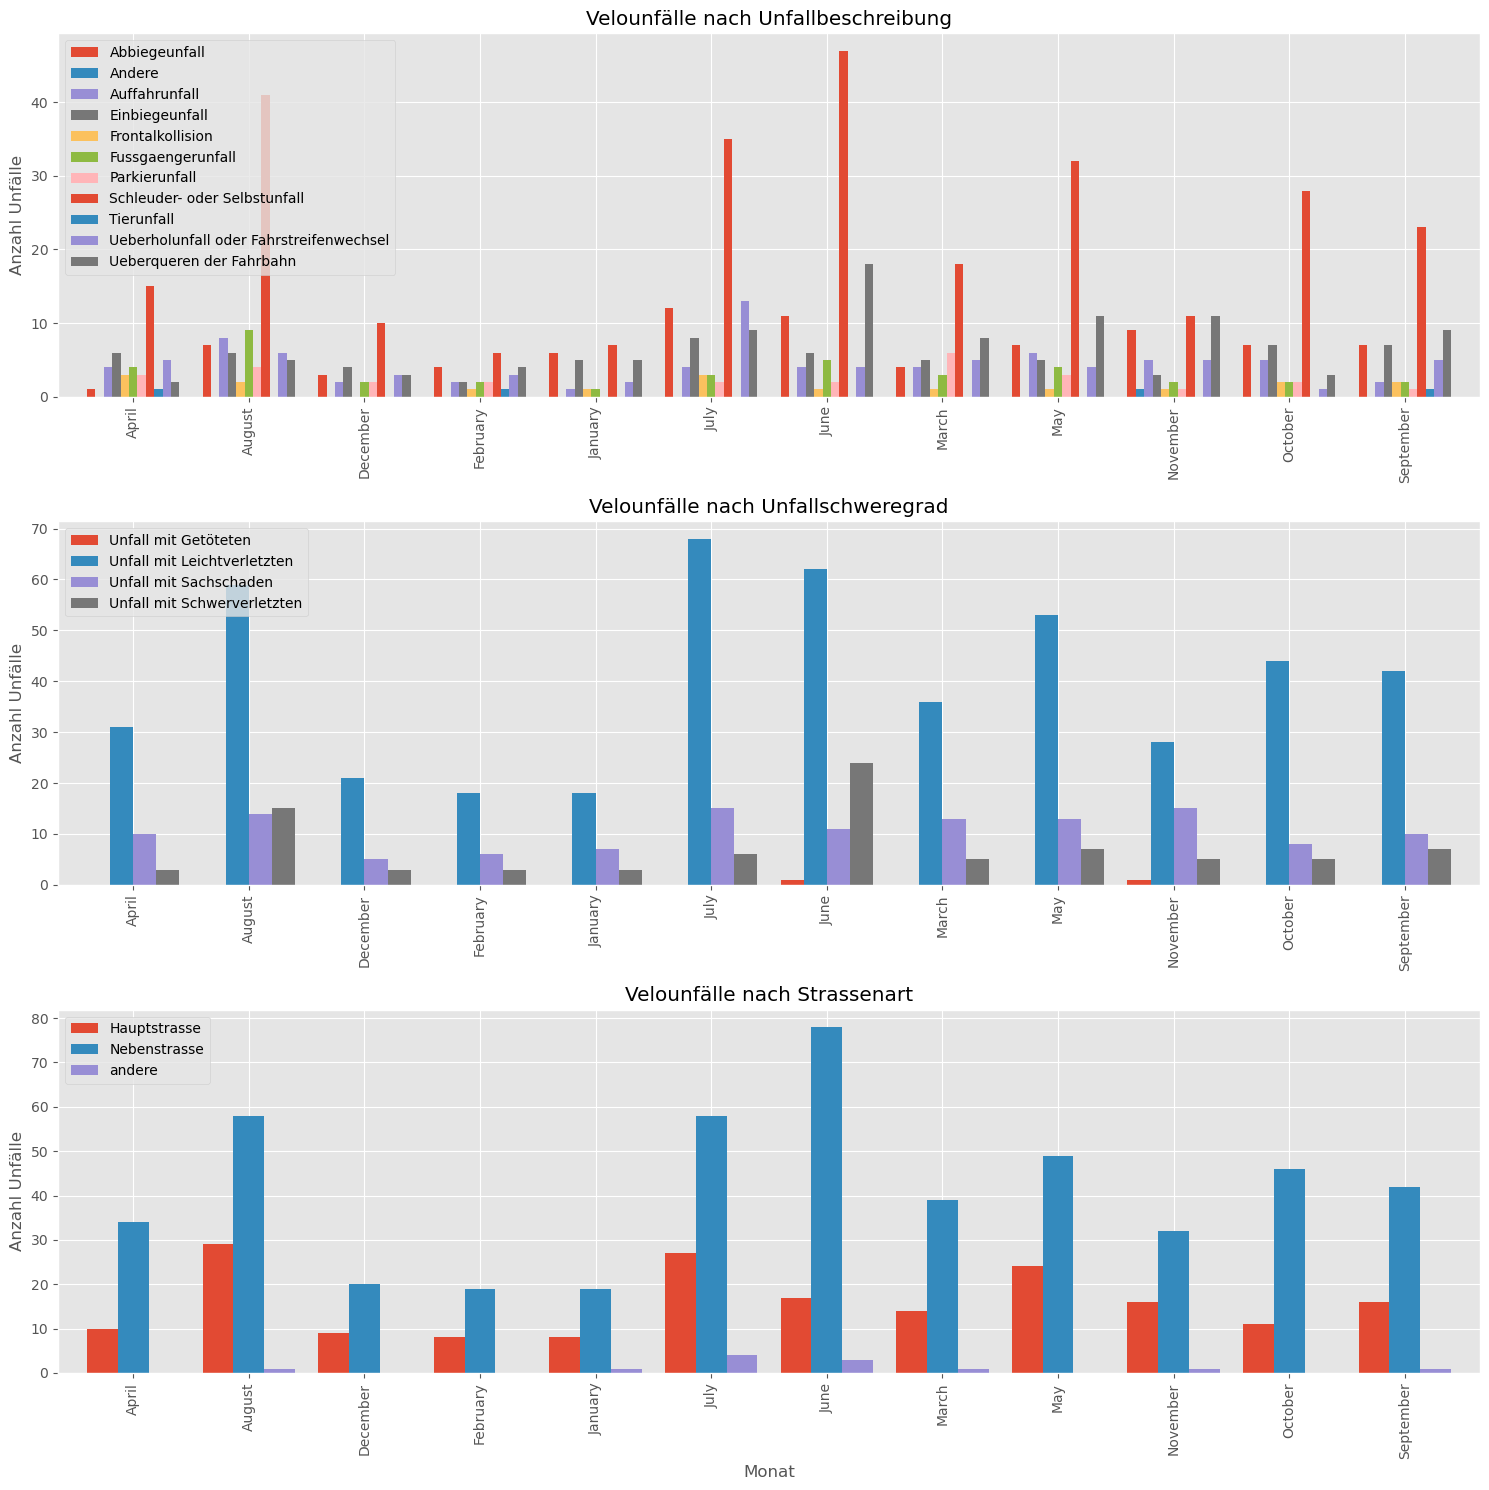 Velounfälle nach Unfallbeschreibung
Anzahl Unfälle
40
30
20
10
0
Abbiegeunfall
Andere
Auffahrunfall
Einbiegeunfall
Frontalkollision
Fussgaengerunfall
Parkierunfall
Schleuder- oder Selbstunfall
Tierunfall
Ueberholunfall oder Fahrstreifenwechsel
Ueberqueren der Fahrbahn
April
August
December
February
January
July
June
March
May
November
October
September
Velounfälle nach Unfallschweregrad
Anzahl Unfälle
70
60
50
40
30
20
10
0
Unfall mit Getöteten
Unfall mit Leichtverletzten
Unfall mit Sachschaden
Unfall mit Schwerverletzten
April
August
December
February
January
July
June
March
May
November
October
September
Velounfälle nach Strassenart
Anzahl Unfälle
80
70
60
50
40
30
20
10
0
Hauptstrasse
Nebenstrasse
andere
April
August
December
February
January
July
June
March
May
November
October
September
Monat